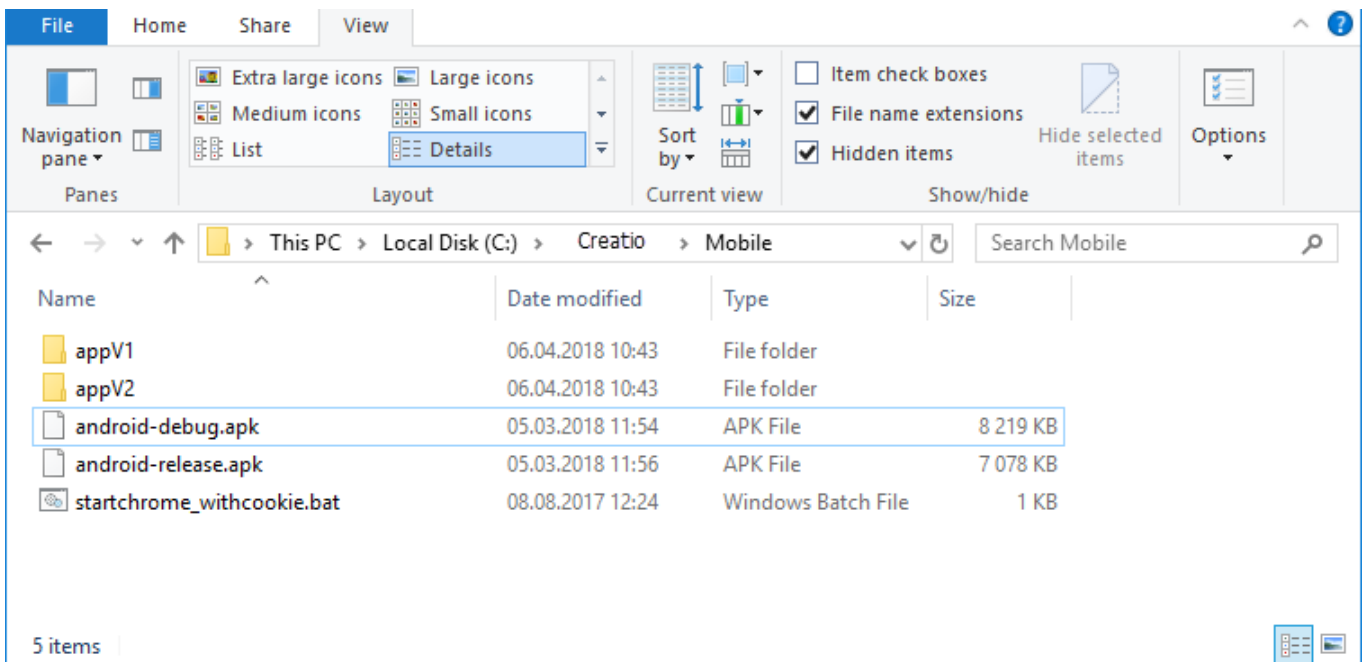 File Home Share View
Extra large icons Large icons
Medium icons Small icons
List Details
Navigation pane
Panes
Layout
Sort by
Current view
Item check boxes
File name extensions
Hidden items
Hide selected items
Show/hide
Options
This PC Local Disk (C:) Creatio Mobile Search Mobile
Name Date modified Type Size
appV1 06.04.2018 10:43 File folder
appV2 06.04.2018 10:43 File folder
android-debug.apk 05.03.2018 11:54 APK File 8 219 KB
android-release.apk 05.03.2018 11:56 APK File 7 078 KB
startchrome_withcookie.bat 08.08.2017 12:24 Windows Batch File 1 KB
5 items